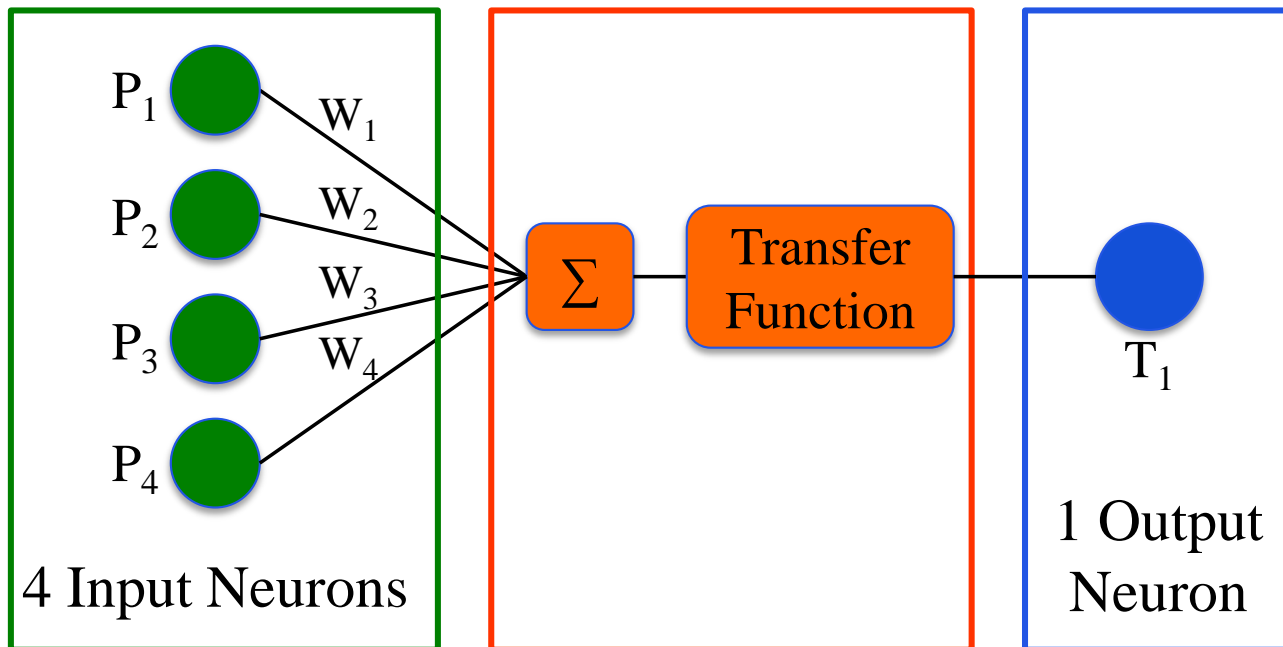 P₁
W₁
P₂
W₂
P₃
W₃
P₄
W₄
4 Input Neurons
∑
Transfer
Function
T₁
1 Output
Neuron